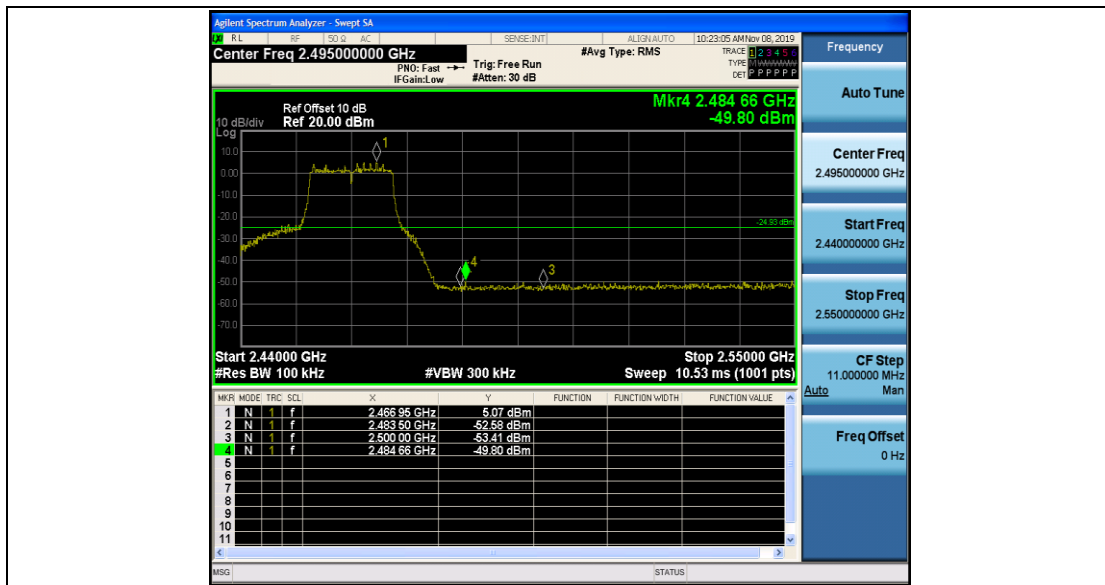 Agilent Spectrum Analyzer - Swept SA
RL RF 50 Ω AC SENSE:INT ALIGN AUTO 10:23:05 AM Nov 08, 2019
Center Freq 2.495000000 GHz
PNO: Fast
IFGain:Low
Trig: Free Run
#Atten: 30 dB
#Avg Type: RMS
TRACE 1 2 3 4 5 6
TYPE
DET P P P P P P
Frequency
Mkr4 2.484 66 GHz
-49.80 dBm
Ref Offset 10 dB
10 dB/div Ref 20.00 dBm
Log
10.0
0.00
-10.0
-20.0
-30.0
-40.0
-50.0
-60.0
-70.0
1
4
3
-24.93 dBm
Start 2.44000 GHz Stop 2.55000 GHz
#Res BW 100 kHz #VBW 300 kHz Sweep 10.53 ms (1001 pts)
MKR MODE TRC SCL X Y FUNCTION FUNCTION WIDTH FUNCTION VALUE
1 N 1 f 2.466 95 GHz 5.07 dBm
2 N 1 f 2.483 50 GHz -52.58 dBm
3 N 1 f 2.500 00 GHz -53.41 dBm
4 N 1 f 2.484 66 GHz -49.80 dBm
5
6
7
8
9
10
11
MSG STATUS
Auto Tune
Center Freq
2.495000000 GHz
Start Freq
2.440000000 GHz
Stop Freq
2.550000000 GHz
CF Step
11.000000 MHz
Auto Man
Freq Offset
0 Hz